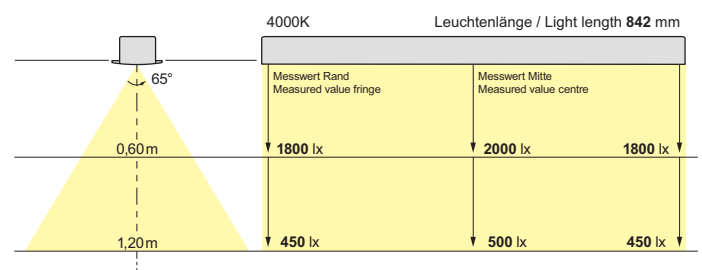 4000K Leuchtenlänge / Light length 842 mm
65°
Messwert Rand
Measured value fringe
Messwert Mitte
Measured value centre
0,60 m 1800 lx 2000 lx 1800 lx
1,20 m 450 lx 500 lx 450 lx